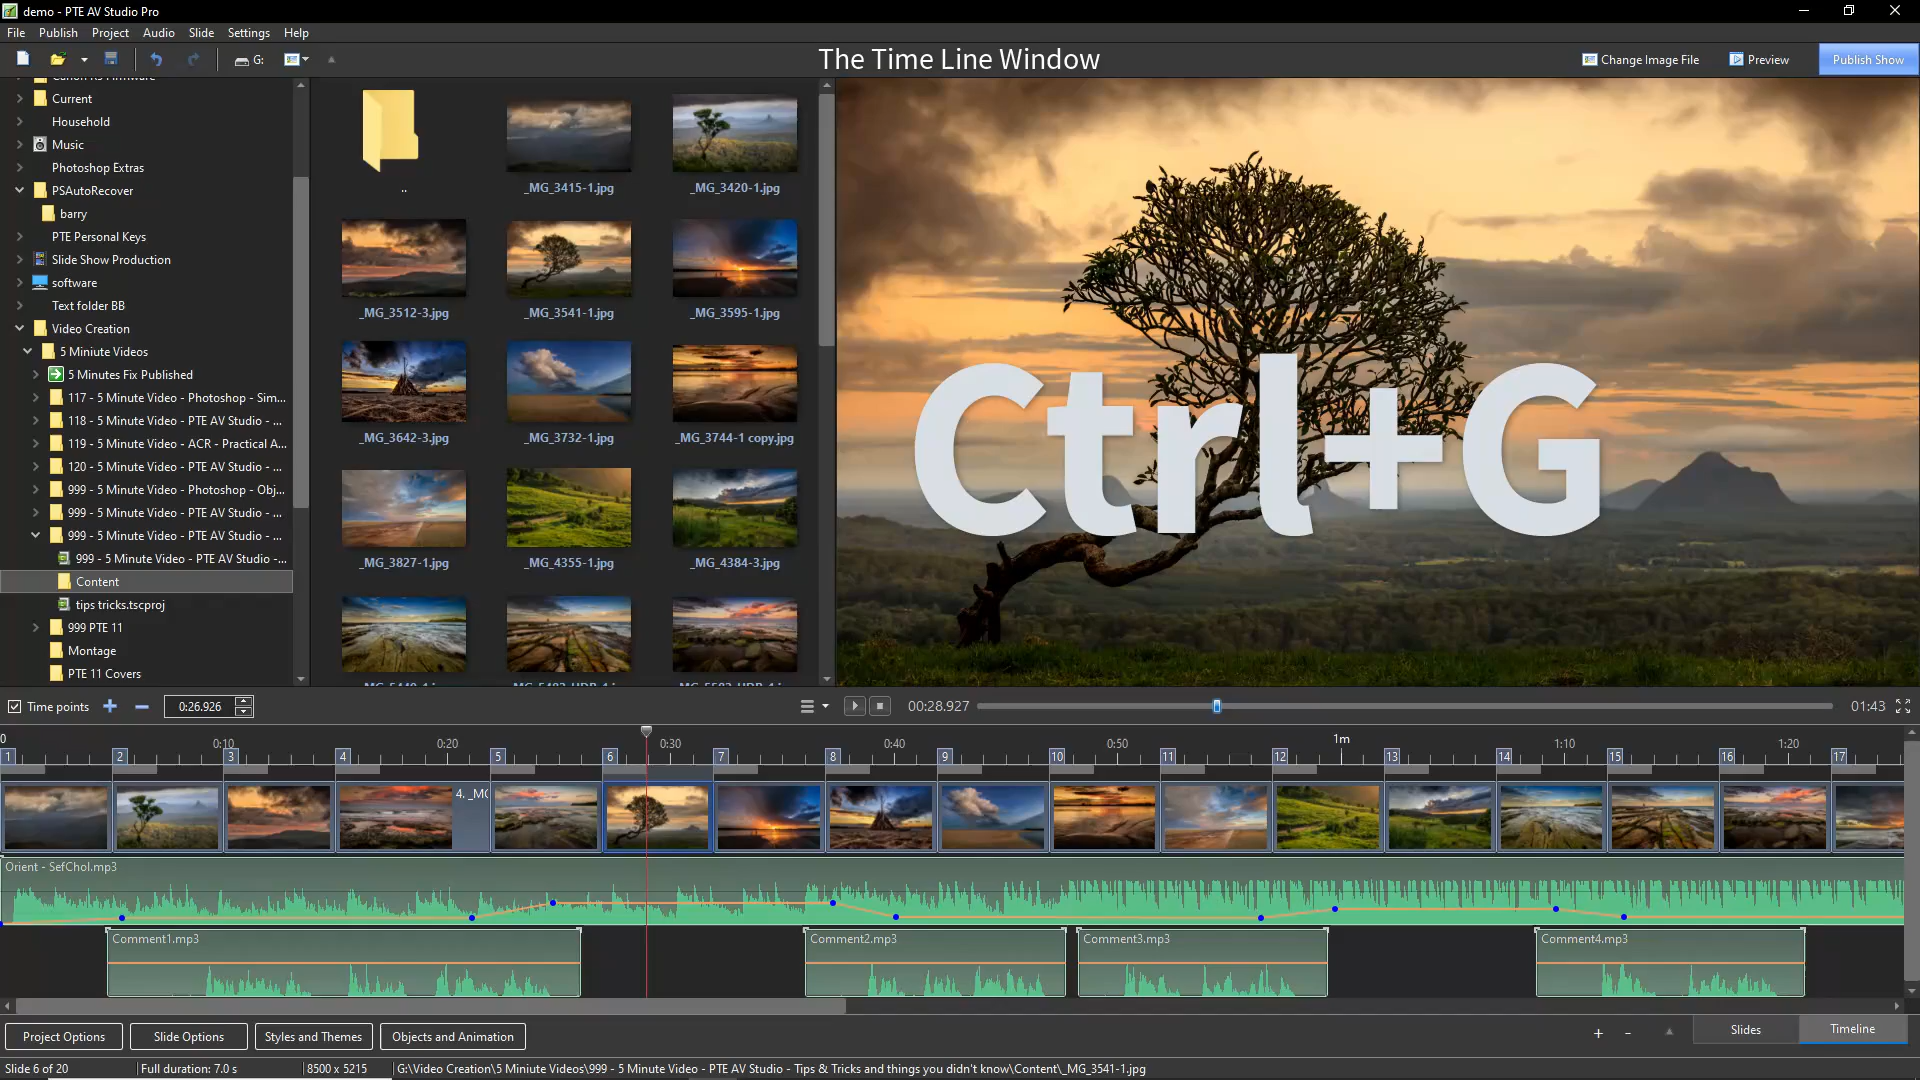 demo - PTE AV Studio Pro
File Publish Project Audio Slide Settings Help
G:
The Time Line Window
Change Image File
Preview
Publish Show
Canon R5 Firmware
Current
Household
Music
Photoshop Extras
PSAutoRecover
barry
PTE Personal Keys
Slide Show Production
software
Text folder BB
Video Creation
5 Miniute Videos
5 Minutes Fix Published
117 - 5 Minute Video - Photoshop - Sim...
118 - 5 Minute Video - PTE AV Studio - ...
119 - 5 Minute Video - ACR - Practical A...
120 - 5 Minute Video - PTE AV Studio - ...
999 - 5 Minute Video - Photoshop - Obj...
999 - 5 Minute Video - PTE AV Studio - ...
999 - 5 Minute Video - PTE AV Studio - ...
999 - 5 Minute Video - PTE AV Studio -...
Content
tips tricks.tscproj
999 PTE 11
Montage
PTE 11 Covers
..
_MG_3415-1.jpg
_MG_3420-1.jpg
_MG_3512-3.jpg
_MG_3541-1.jpg
_MG_3595-1.jpg
_MG_3642-3.jpg
_MG_3732-1.jpg
_MG_3744-1 copy.jpg
_MG_3827-1.jpg
_MG_4355-1.jpg
_MG_4384-3.jpg
Ctrl+G
Time points
0:26.926
00:28.927
01:43
0 0:10 0:20 0:30 0:40 0:50 1m 1:10 1:20
1 2 3 4 5 6 7 8 9 10 11 12 13 14 15 16 17
4. _MG
Orient - SefChol.mp3
Comment1.mp3
Comment2.mp3
Comment3.mp3
Comment4.mp3
Project Options
Slide Options
Styles and Themes
Objects and Animation
+ -
Slides
Timeline
Slide 6 of 20
Full duration: 7.0 s
8500 x 5215
G:\Video Creation\5 Miniute Videos\999 - 5 Minute Video - PTE AV Studio - Tips & Tricks and things you didn't know\Content\_MG_3541-1.jpg